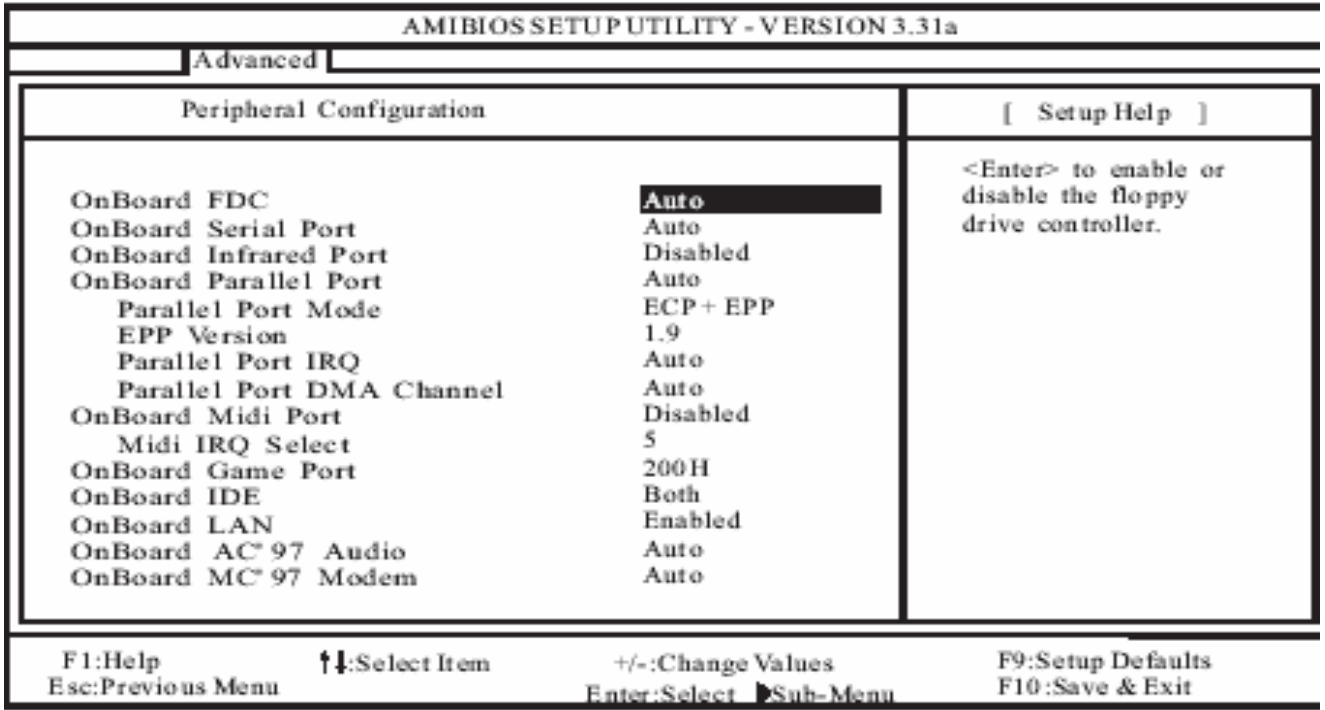 AMIBIOS SETUP UTILITY - VERSION 3.31a
Advanced
Peripheral Configuration
[ Setup Help ]
<Enter> to enable or
disable the floppy
drive controller.
OnBoard FDC Auto
OnBoard Serial Port Auto
OnBoard Infrared Port Disabled
OnBoard Parallel Port Auto
Parallel Port Mode ECP + EPP
EPP Version 1.9
Parallel Port IRQ Auto
Parallel Port DMA Channel Auto
OnBoard Midi Port Disabled
Midi IRQ Select 5
OnBoard Game Port 200H
OnBoard IDE Both
OnBoard LAN Enabled
OnBoard AC'97 Audio Auto
OnBoard MC'97 Modem Auto
F1:Help ↑↓:Select Item +/-:Change Values F9:Setup Defaults
Esc:Previous Menu Enter:Select ▶Sub-Menu F10:Save & Exit